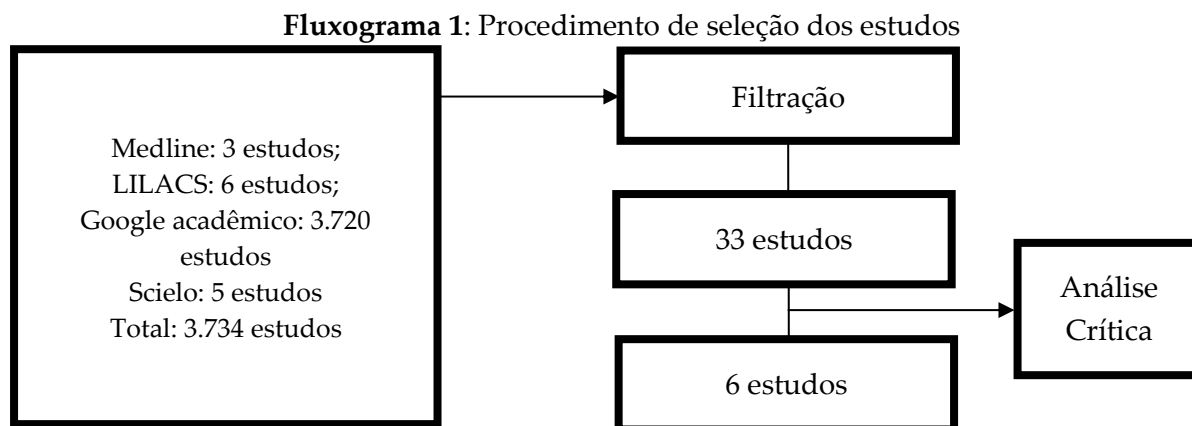 Fluxograma 1: Procedimento de seleção dos estudos
Medline: 3 estudos;
LILACS: 6 estudos;
Google acadêmico: 3.720
estudos
Scielo: 5 estudos
Total: 3.734 estudos
Filtração
33 estudos
Análise
Crítica
6 estudos